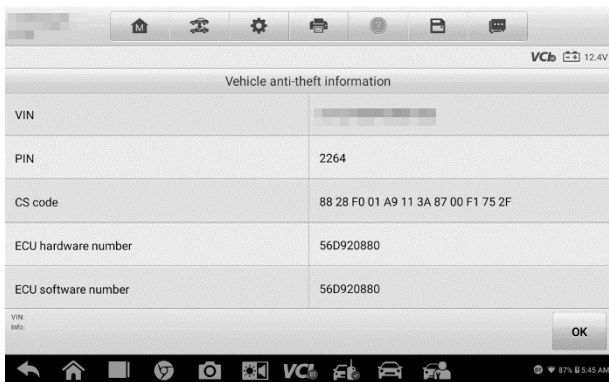 M
VCI 12.4V
Vehicle anti-theft information
VIN
PIN 2264
CS code 88 28 F0 01 A9 11 3A 87 00 F1 75 2F
ECU hardware number 56D920880
ECU software number 56D920880
VIN:
Info:
OK
VCI 87% 5:45 AM